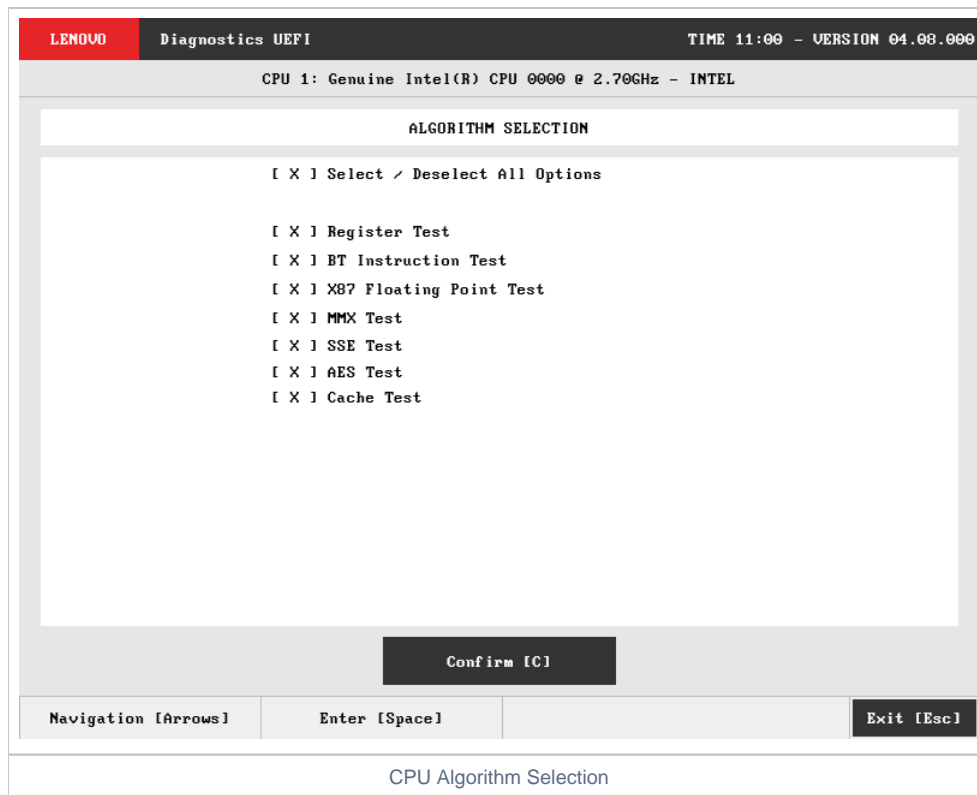 LENOVO Diagnostics UEFI TIME 11:00 - VERSION 04.08.000
CPU 1: Genuine Intel(R) CPU 0000 @ 2.70GHz - INTEL
ALGORITHM SELECTION
[ X ] Select / Deselect All Options
[ X ] Register Test
[ X ] BT Instruction Test
[ X ] X87 Floating Point Test
[ X ] MMX Test
[ X ] SSE Test
[ X ] AES Test
[ X ] Cache Test
Confirm [C]
Navigation [Arrows] Enter [Space] Exit [Esc]
CPU Algorithm Selection